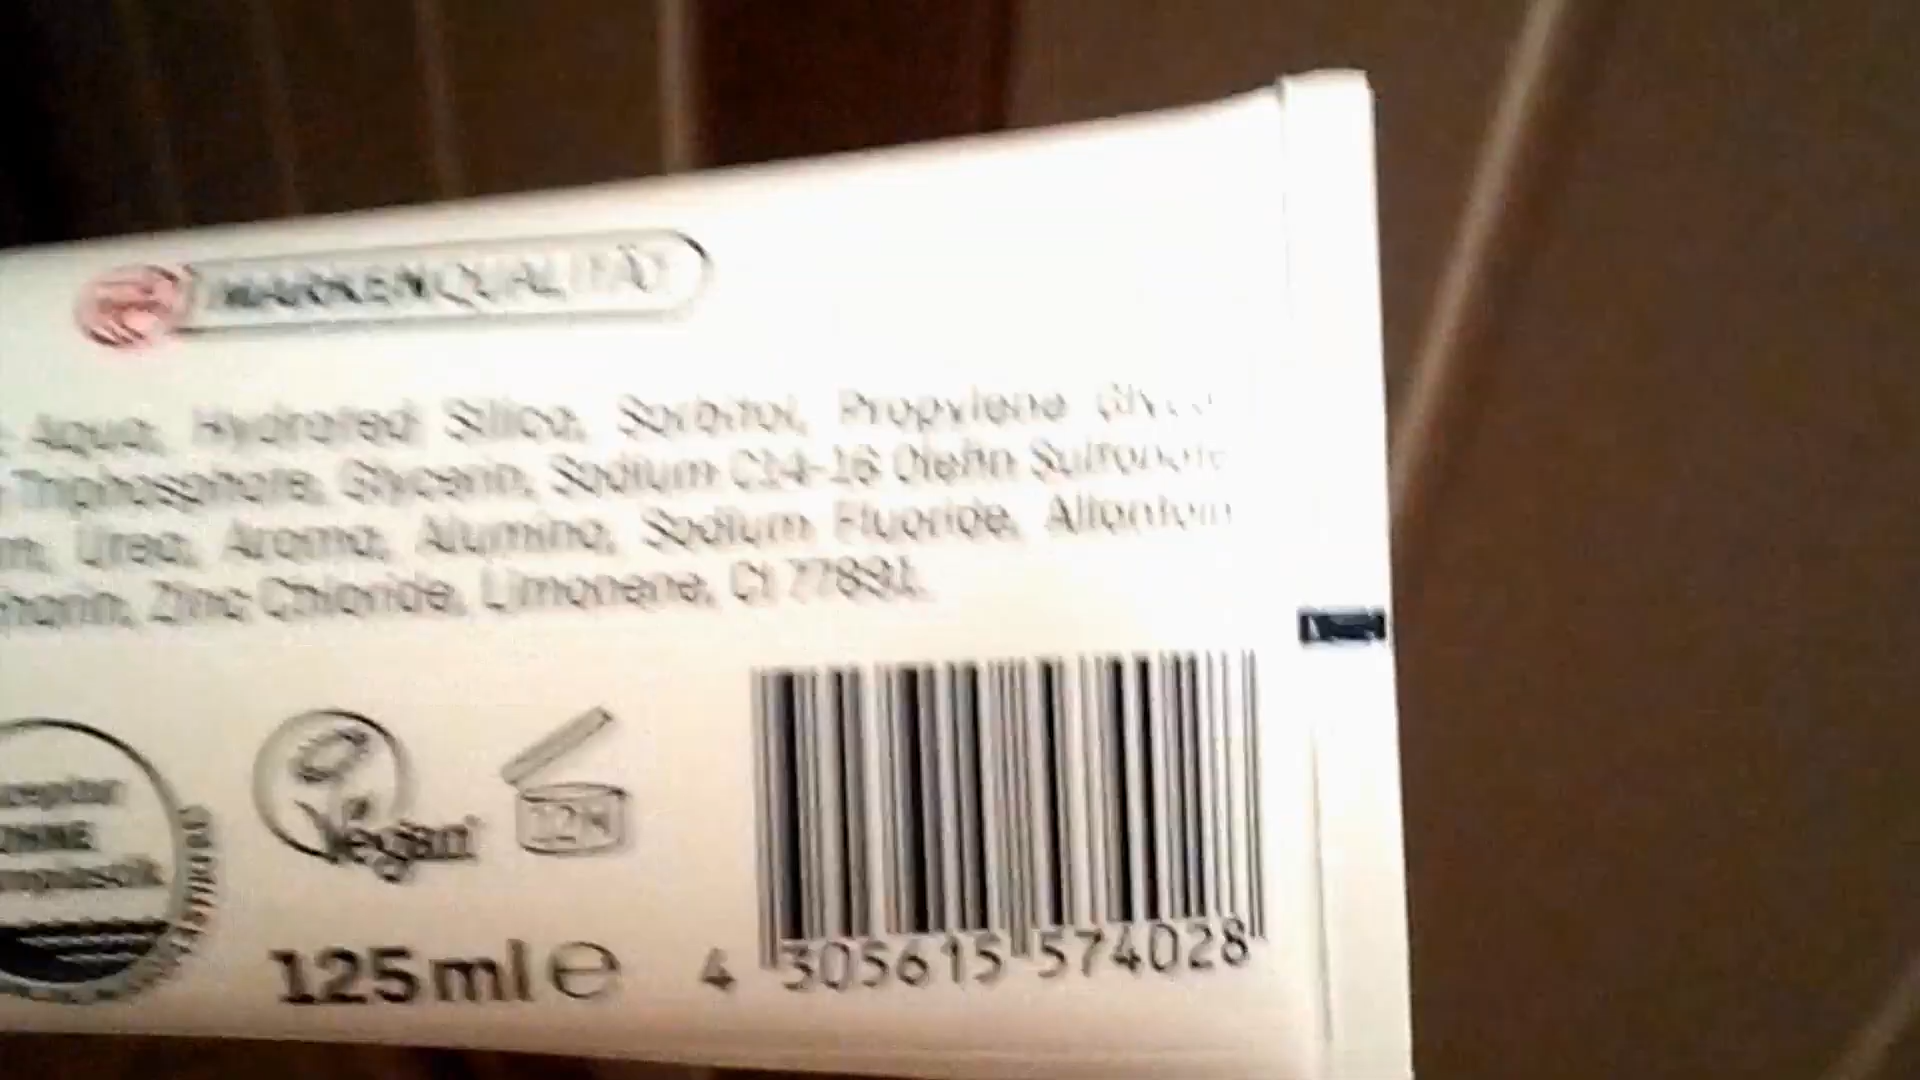 MARKENQUALITÄT
Aqua, Hydrated Silica, Sorbitol, Propylene
Triphosphate, Glycerin, Sodium C14-16 Olefin Sulfonate
Urea, Aroma, Alumina, Sodium Fluoride, Allantoin
Zinc Chloride, Limonene, CI 77891.
OHNE
Vegan
12M
125 ml e
4 305615 574028